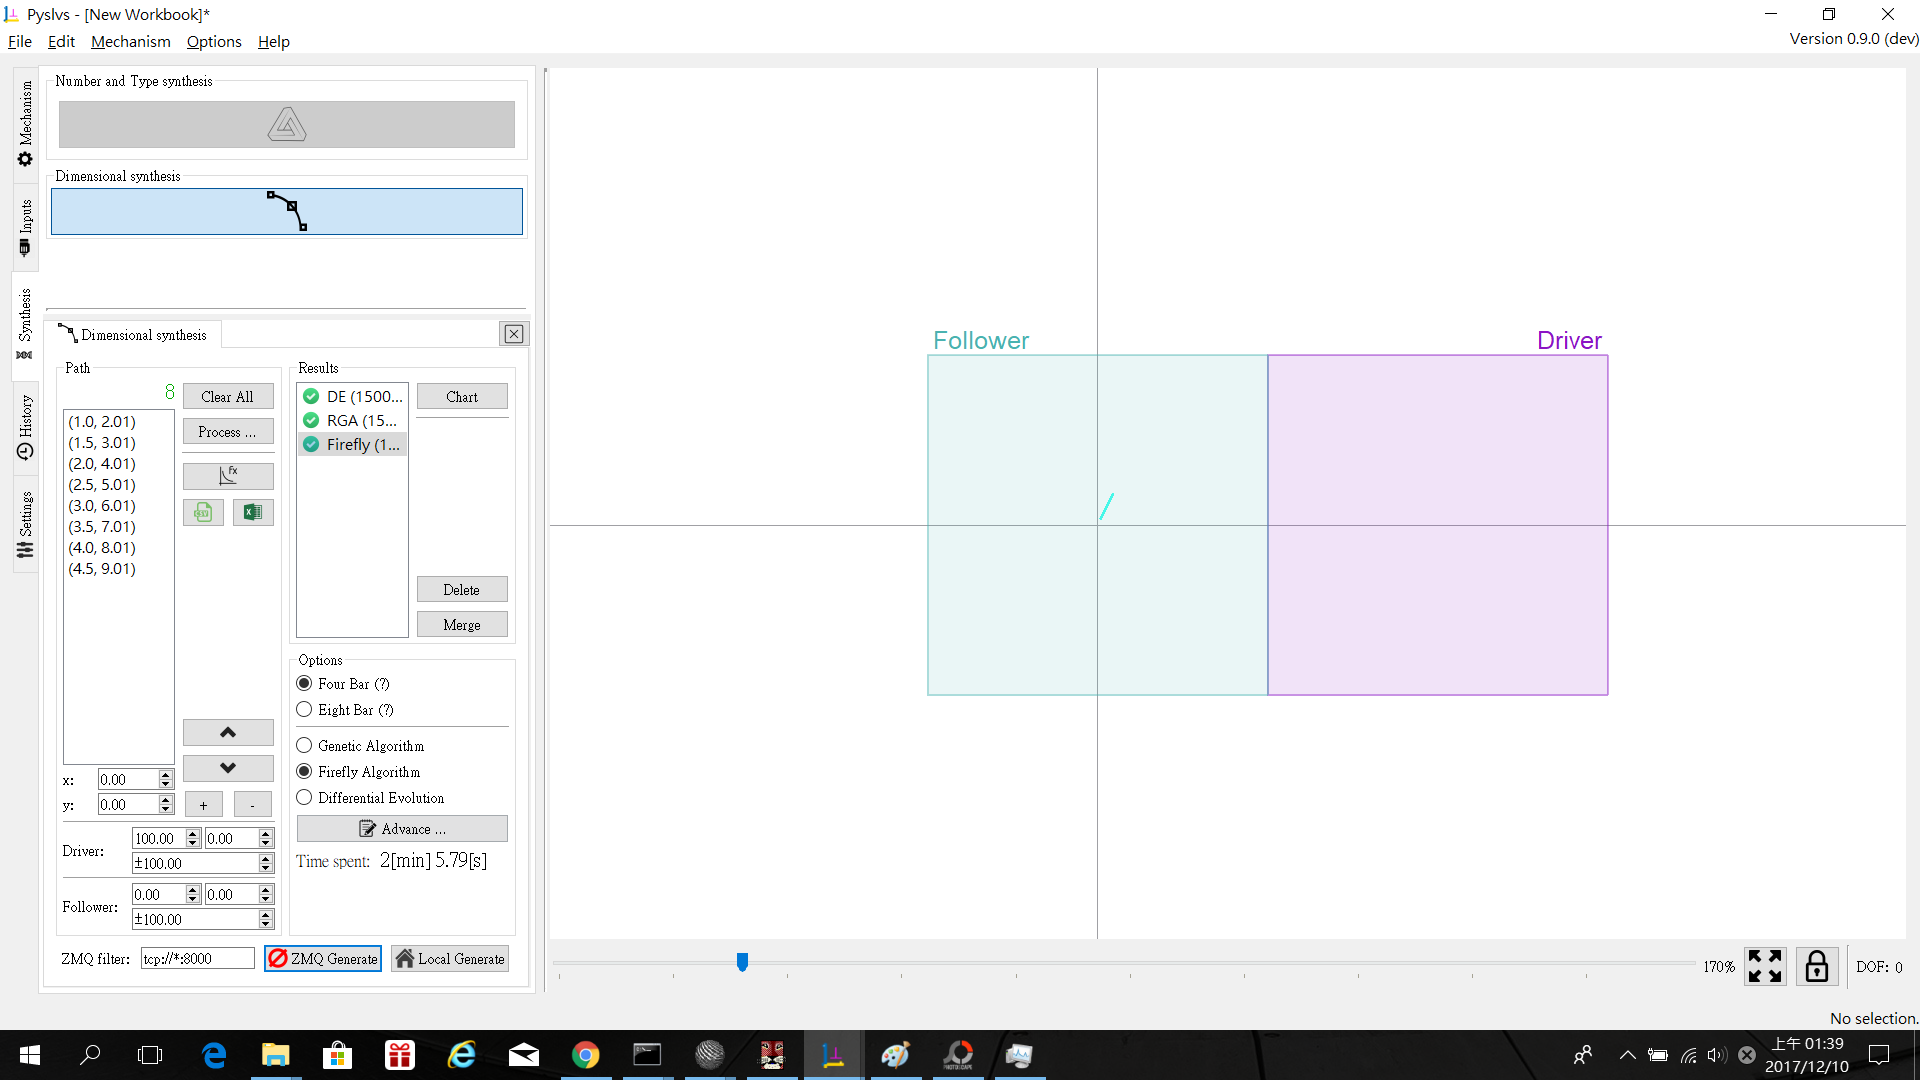 Pyslvs - [New Workbook]*
File Edit Mechanism Options Help
Version 0.9.0 (dev)
Mechanism
Inputs
Synthesis
History
Settings
Number and Type synthesis
Dimensional synthesis
Dimensional synthesis
Path
8
Clear All
Process ...
fx
CSV
(1.0, 2.01)
(1.5, 3.01)
(2.0, 4.01)
(2.5, 5.01)
(3.0, 6.01)
(3.5, 7.01)
(4.0, 8.01)
(4.5, 9.01)
x: 0.00
y: 0.00
+ -
Driver: 100.00 0.00
±100.00
Follower: 0.00 0.00
±100.00
Results
DE (1500...
RGA (15...
Firefly (1...
Chart
Delete
Merge
Options
Four Bar (?)
Eight Bar (?)
Genetic Algorithm
Firefly Algorithm
Differential Evolution
Advance ...
Time spent: 2[min] 5.79[s]
ZMQ filter: tcp://*:8000 ZMQ Generate Local Generate
Follower
Driver
170%
DOF: 0
No selection.
上午 01:39
2017/12/10